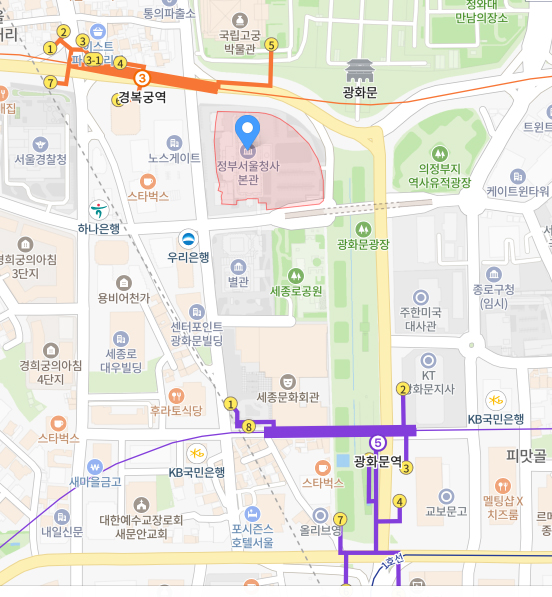 통의파출소
국립고궁
박물관
청와대
만남의장소
거리
2
3
1
3-1
4
5
7
3
경복궁역
광화문
서울경찰청
노스게이트
스타벅스
정부서울청사
본관
의정부지
역사유적광장
케이트윈타워
하나은행
우리은행
광화문광장
경희궁의아침
3단지
별관
세종로공원
종로구청
(임시)
용비어천가
주한미국
대사관
센터포인트
광화문빌딩
세종로
대우빌딩
경희궁의아침
4단지
KT
광화문지사
세종문화회관
후라토식당
KB국민은행
스타벅스
1
8
2
5
광화문역
3
피맛골
KB국민은행
스타벅스
새마을금고
4
멜팅샵 X
치즈룸
교보문고
대한예수교장로회
새문안교회
내일신문
포시즌스
호텔서울
올리브영
7
1호선